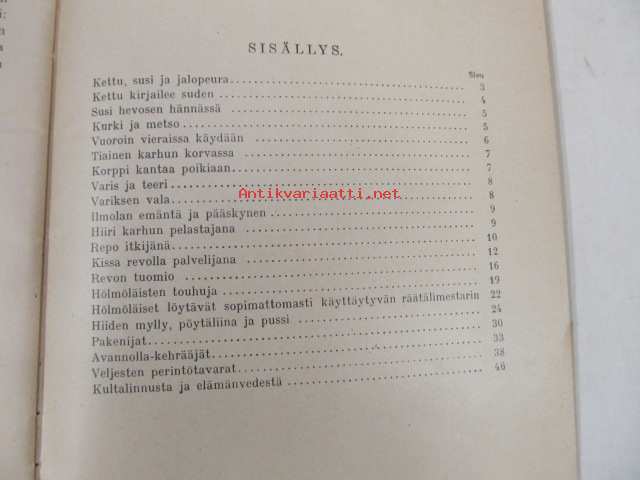 SISÄLLYS.
Sivu
Kettu, susi ja jalopeura 3
Kettu kirjailee suden 4
Susi hevosen hännässä 5
Kurki ja metso 5
Vuoroin vieraissa käydään 6
Tiainen karhun korvassa 7
Korppi kantaa poikiaan 7
Varis ja teeri 8
Antikvariaatti.net
Variksen vala 8
Ilmolan emäntä ja pääskynen 9
Hiiri karhun pelastajana 9
Repo itkijänä 10
Kissa revolla palvelijana 12
Revon tuomio 16
Hölmöläisten touhuja 19
Hölmöläiset löytävät sopimattomasti käyttäytyvän räätälimestarin 22
Hiiden mylly, pöytäliina ja pussi 24
Pakenijat 30
Avannolla-kehrääjät 33
Veljesten perintötavarat 38
Kultalinnusta ja elämänvedestä 46